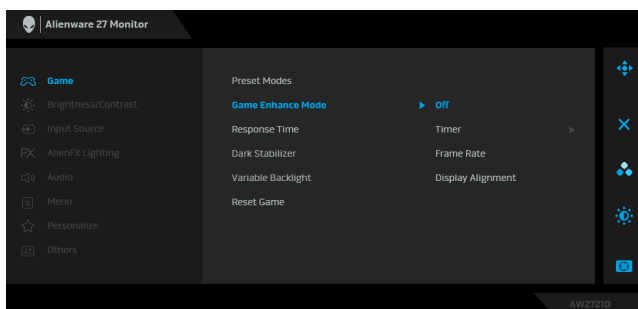 Alienware 27 Monitor
Game
Brightness/Contrast
Input Source
AlienFX Lighting
Audio
Menu
Personalize
Others
Preset Modes
Game Enhance Mode
Off
Response Time
Timer
Dark Stabilizer
Frame Rate
Variable Backlight
Display Alignment
Reset Game
AW2721D